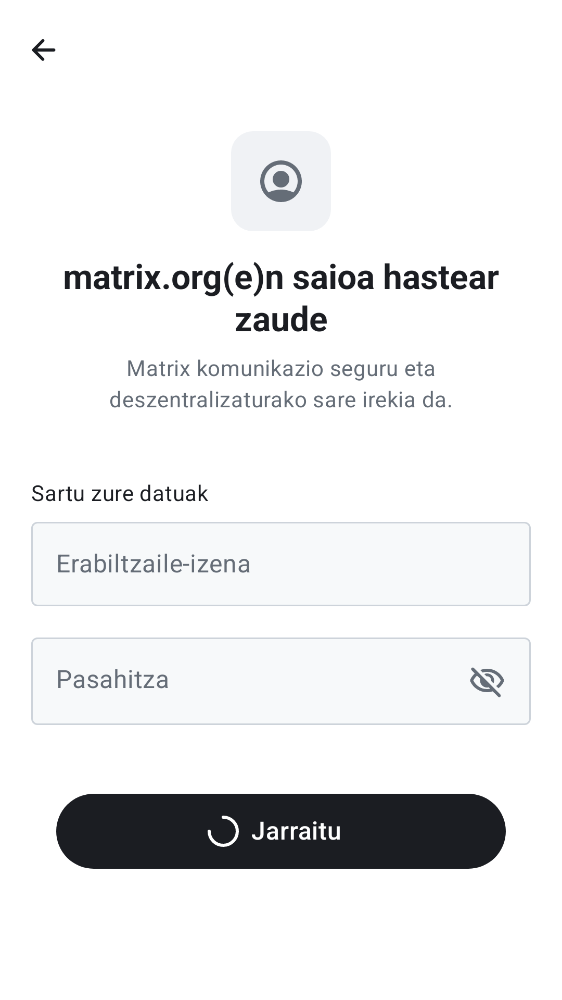 matrix.org(e)n saioa hastear
zaude
Matrix komunikazio seguru eta
deszentralizaturako sare irekia da.
Sartu zure datuak
Erabiltzaile-izena
Pasahitza
Jarraitu